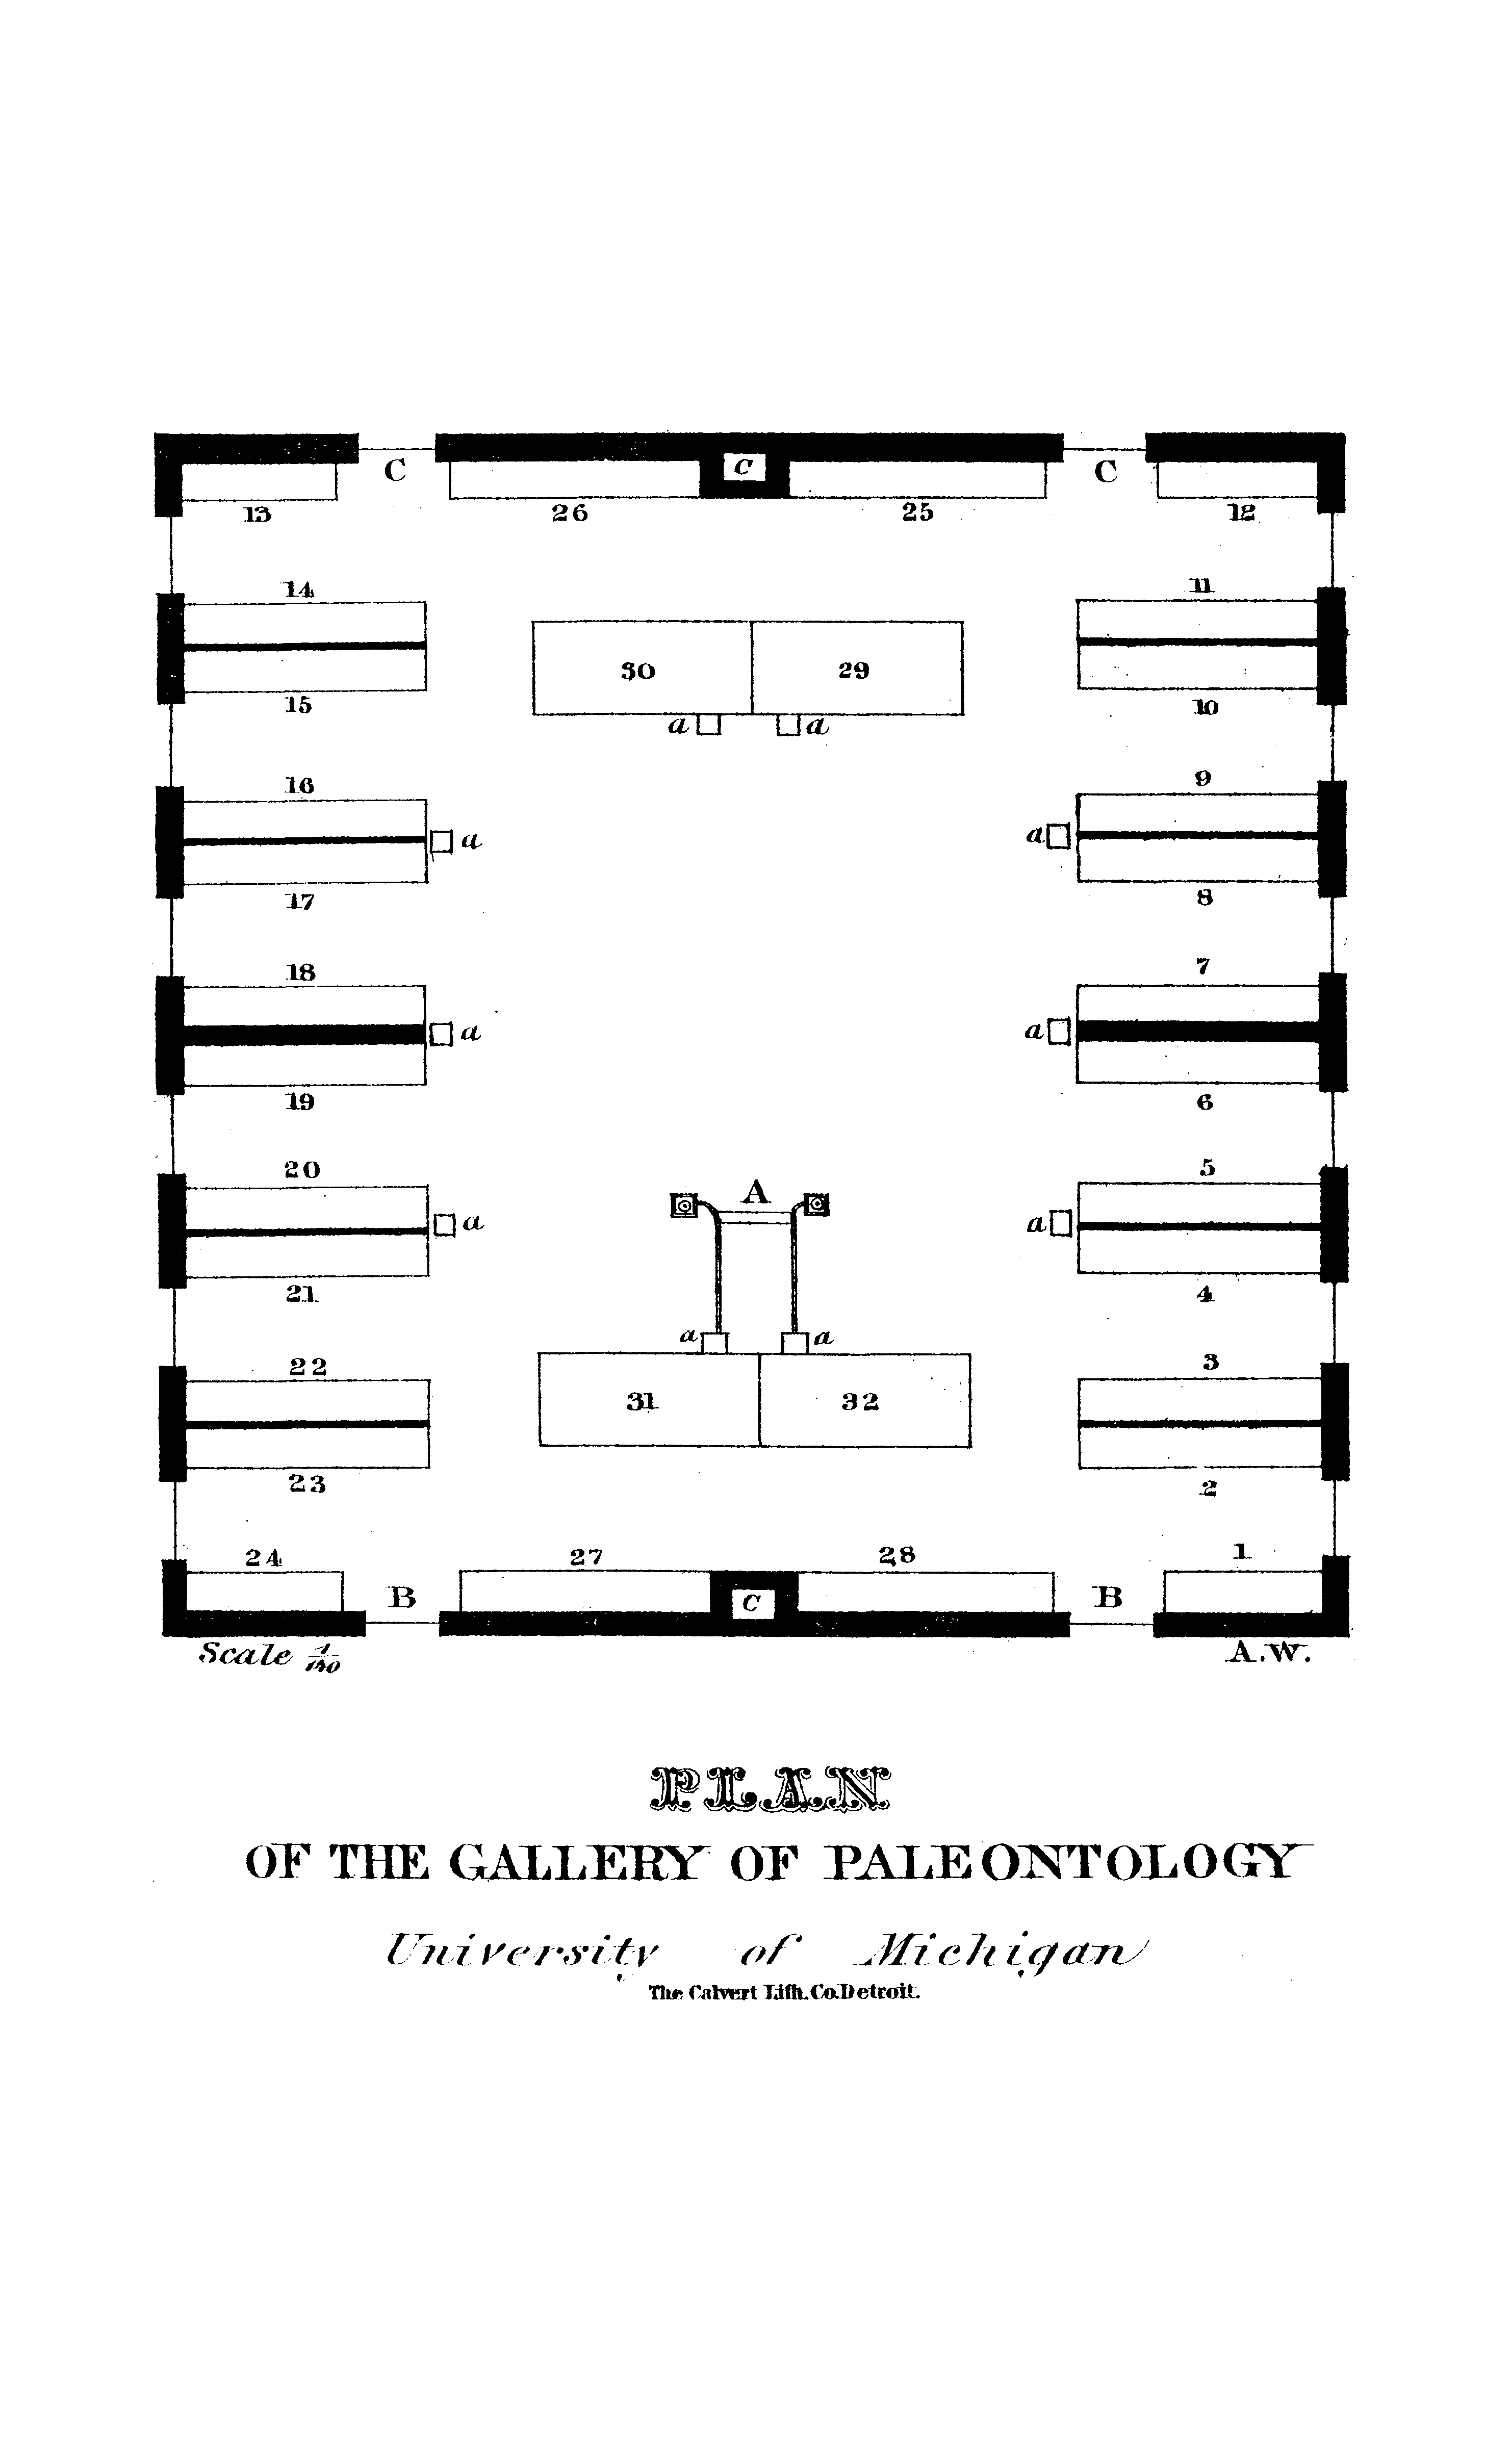 C c C
13 26 25 12
14 11
30 29
15 10
a a
16 9
a a
17 8
18 7
a a
19 6
20 5
A
a a
21 4
a a
22 3
31 32
23 2
24 27 28 1
B c B
Scale 1/140 A.W.
PLAN
OF THE GALLERY OF PALEONTOLOGY
University of Michigan
The Calvert Lith. Co. Detroit.